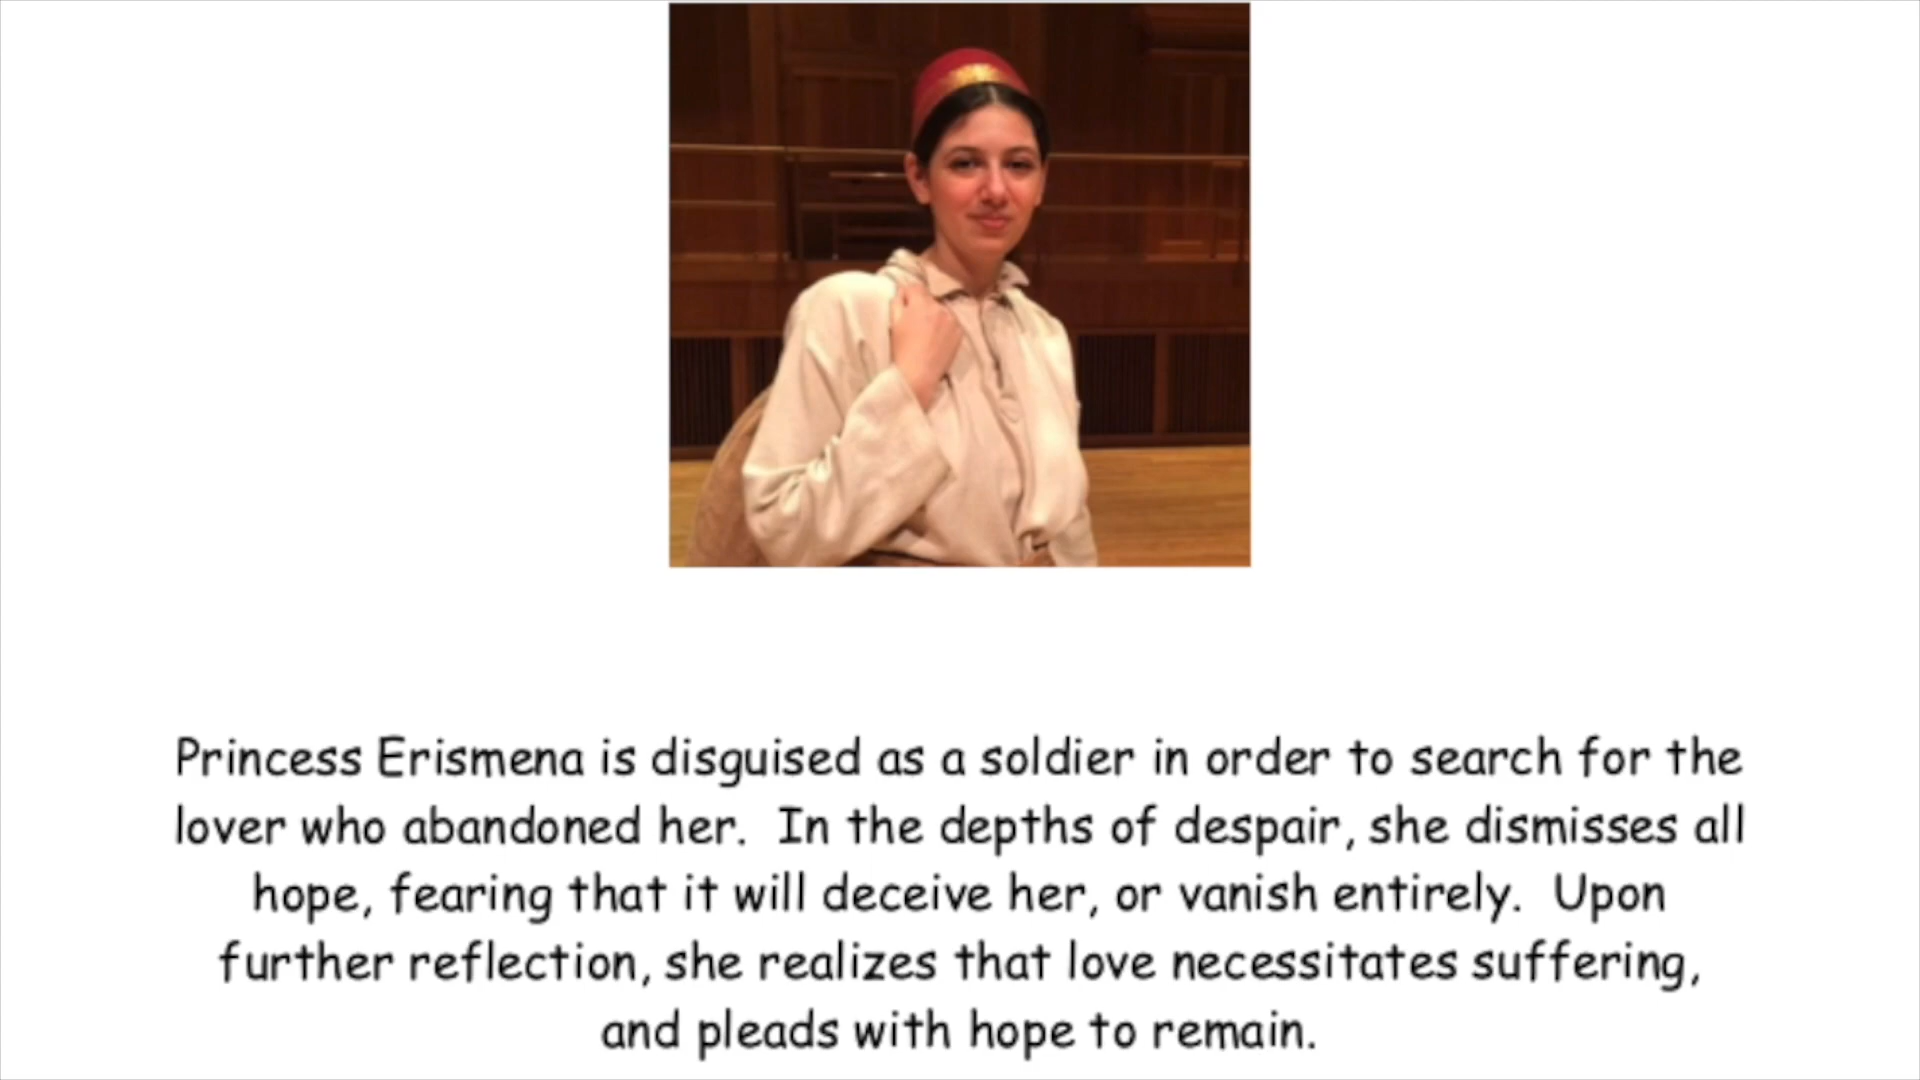 Princess Erismena is disguised as a soldier in order to search for the
lover who abandoned her.  In the depths of despair, she dismisses all
hope, fearing that it will deceive her, or vanish entirely.  Upon
further reflection, she realizes that love necessitates suffering,
and pleads with hope to remain.